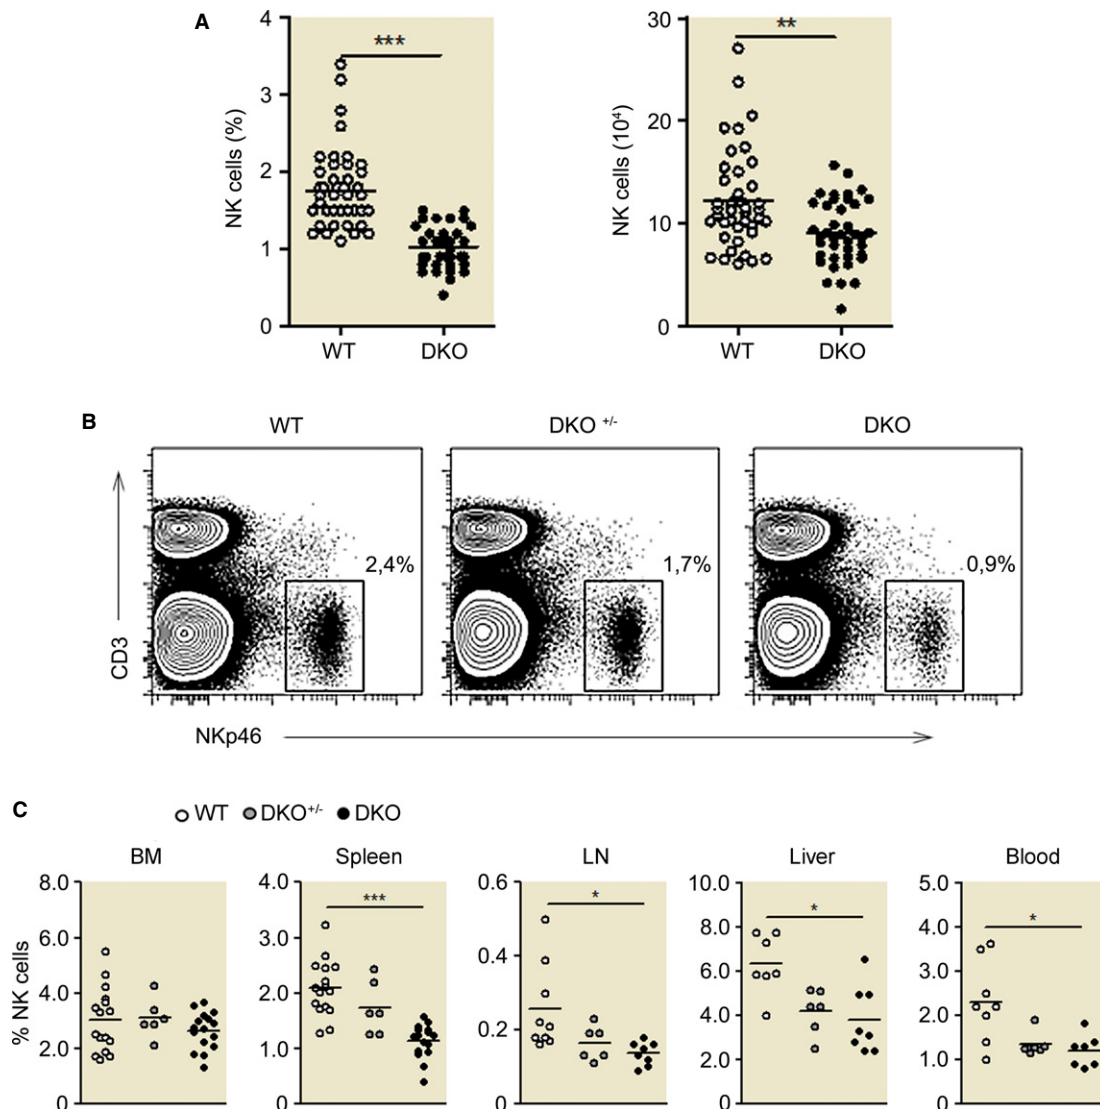 A
4
3
2
1
0
NK cells (%)
***
WT
DKO
30
20
10
0
NK cells (10⁴)
**
WT
DKO
B
WT
DKO +/-
DKO
2,4%
1,7%
0,9%
CD3
NKp46
C
WT DKO+/- DKO
BM
Spleen
LN
Liver
Blood
% NK cells
8.0
6.0
4.0
2.0
0
4.0
3.0
2.0
1.0
0
***
0.6
0.4
0.2
0
*
10.0
8.0
6.0
4.0
2.0
0
*
5.0
4.0
3.0
2.0
1.0
0
*